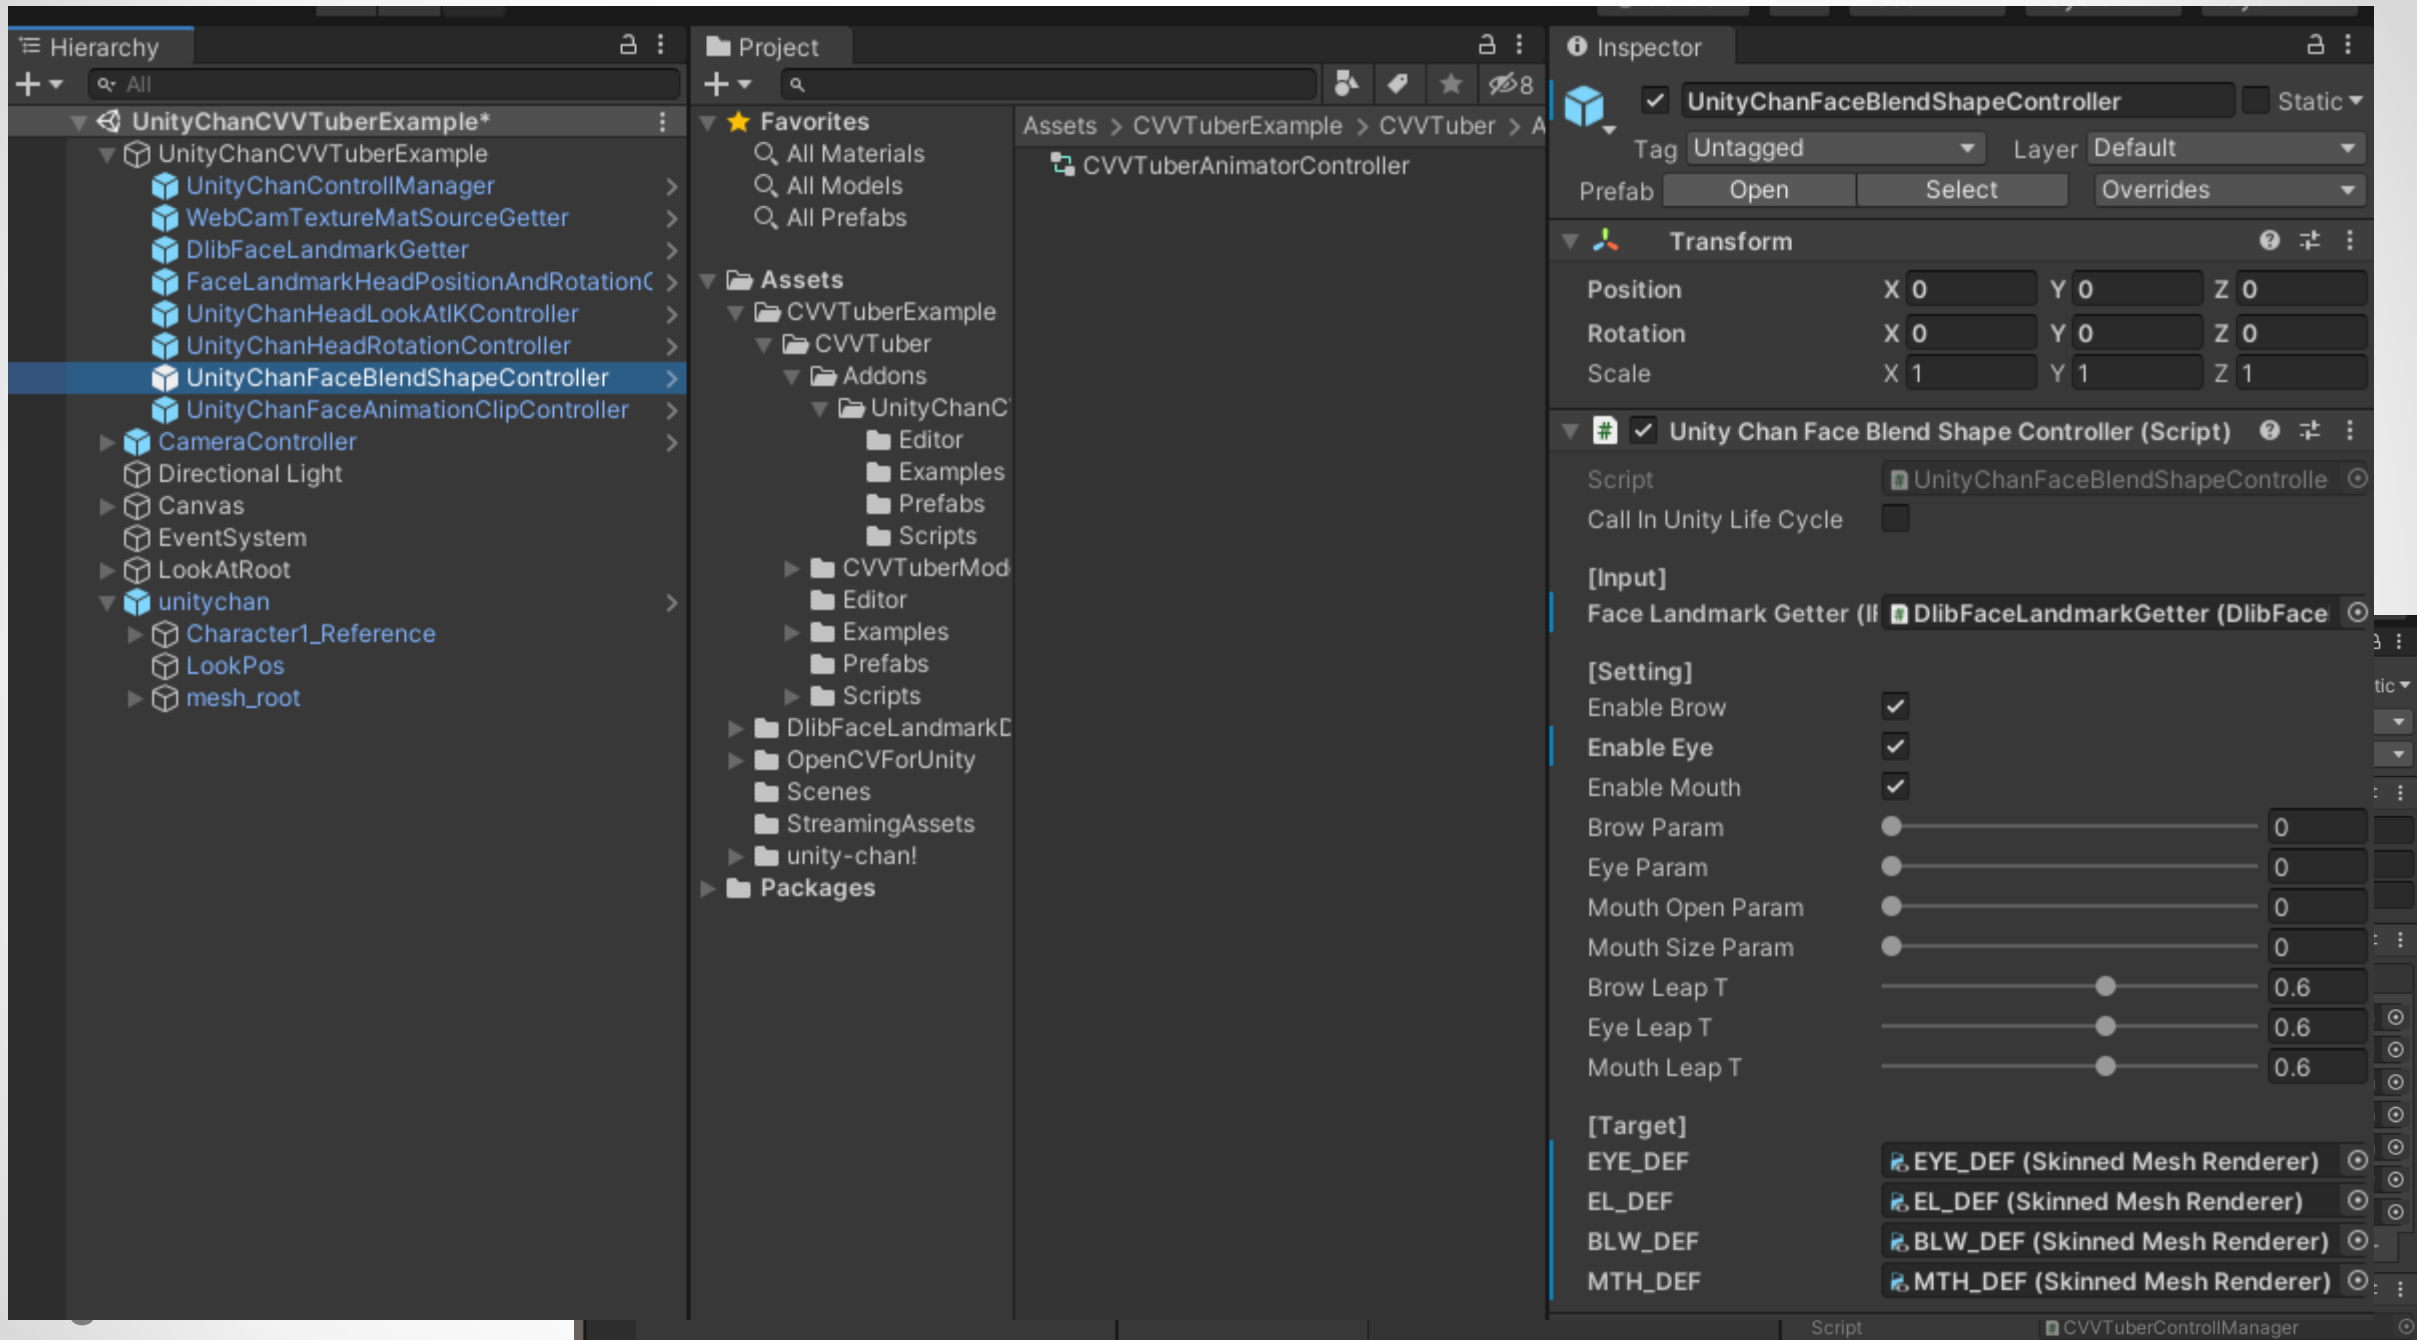 Hierarchy
All
UnityChanCVVTuberExample*
UnityChanCVVTuberExample
UnityChanControllManager
WebCamTextureMatSourceGetter
DlibFaceLandmarkGetter
FaceLandmarkHeadPositionAndRotationC
UnityChanHeadLookAtIKController
UnityChanHeadRotationController
UnityChanFaceBlendShapeController
UnityChanFaceAnimationClipController
CameraController
Directional Light
Canvas
EventSystem
LookAtRoot
unitychan
Character1_Reference
LookPos
mesh_root
Project
8
Favorites
All Materials
All Models
All Prefabs
Assets
CVVTuberExample
CVVTuber
Addons
UnityChanC
Editor
Examples
Prefabs
Scripts
CVVTuberMod
Editor
Examples
Prefabs
Scripts
DlibFaceLandmarkD
OpenCVForUnity
Scenes
StreamingAssets
unity-chan!
Packages
Assets > CVVTuberExample > CVVTuber > A
CVVTuberAnimatorController
Inspector
UnityChanFaceBlendShapeController Static
Tag Untagged Layer Default
Prefab Open Select Overrides
Transform
Position X 0 Y 0 Z 0
Rotation X 0 Y 0 Z 0
Scale X 1 Y 1 Z 1
# Unity Chan Face Blend Shape Controller (Script)
Script UnityChanFaceBlendShapeControlle
Call In Unity Life Cycle
[Input]
Face Landmark Getter (II DlibFaceLandmarkGetter (DlibFace
[Setting]
Enable Brow
Enable Eye
Enable Mouth
Brow Param 0
Eye Param 0
Mouth Open Param 0
Mouth Size Param 0
Brow Leap T 0.6
Eye Leap T 0.6
Mouth Leap T 0.6
[Target]
EYE_DEF EYE_DEF (Skinned Mesh Renderer)
EL_DEF EL_DEF (Skinned Mesh Renderer)
BLW_DEF BLW_DEF (Skinned Mesh Renderer)
MTH_DEF MTH_DEF (Skinned Mesh Renderer)
tic
Script CVVTuberControllManager